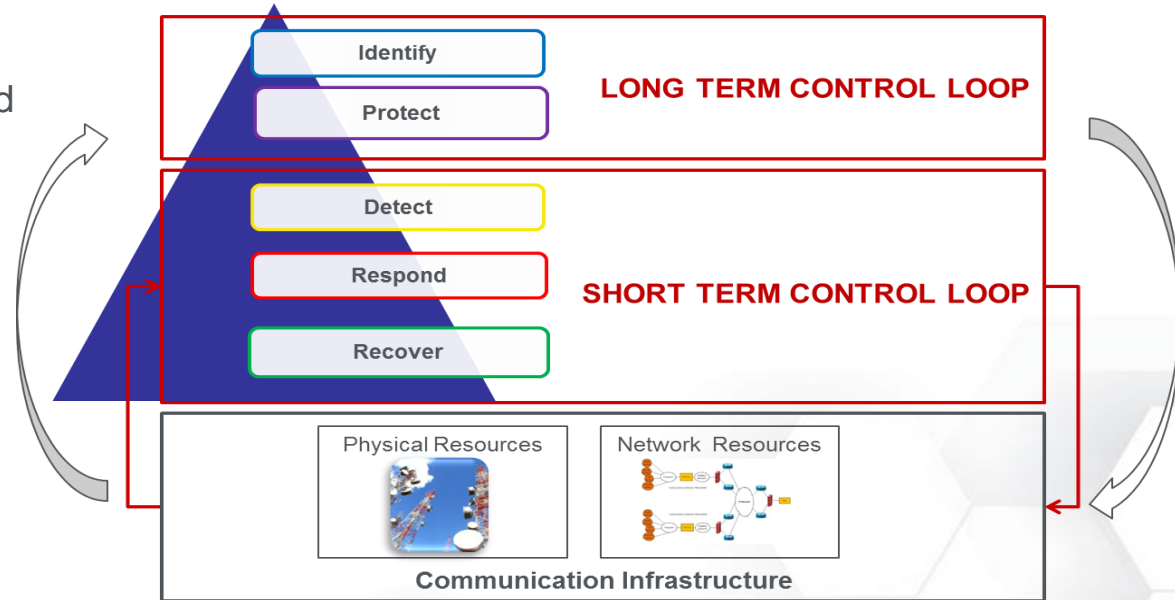 Identify
LONG TERM CONTROL LOOP
d
Protect
Detect
Respond
SHORT TERM CONTROL LOOP
Recover
Physical Resources
Network Resources
Communication Infrastructure